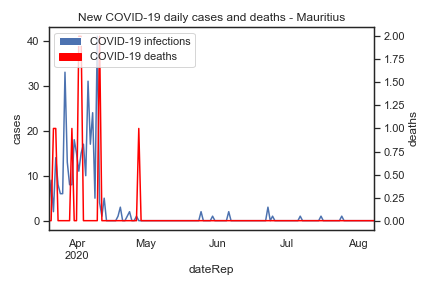 New COVID-19 daily cases and deaths - Mauritius
COVID-19 infections
COVID-19 deaths
40
30
20
10
0
cases
2.00
1.75
1.50
1.25
1.00
0.75
0.50
0.25
0.00
deaths
Apr May Jun Jul Aug
2020
dateRep